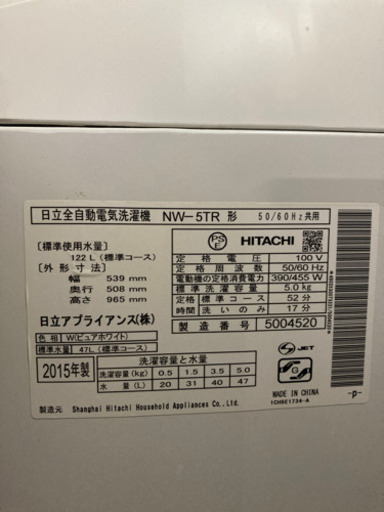 日立全自動電気洗濯機 NW-5TR 形 50/60Hz共用
〔標準使用水量〕
122 L (標準コース)
〔外形寸法〕
幅 539 mm
奥行 508 mm
高さ 965 mm
日立アプライアンス(株)
色相 W(ピュアホワイト)
標準水量 47L (標準コース)
PS E HITACHI
定格電圧 100 V
定格周波数 50/60 Hz
電動機の定格消費電力 390/455 W
標準洗濯容量 5.0kg
定格標準コース 52分
時間洗いのみ 17分
製造番号 5004520
2015年製
洗濯容量と水量
洗濯容量(kg) 0.5 1.5 3.5 5.0
水量(L) 20 31 40 47
S JET
G
製造元 Shanghai Hitachi Household Appliances Co., Ltd.
MADE IN CHINA
1CH6E1734-A
-p-